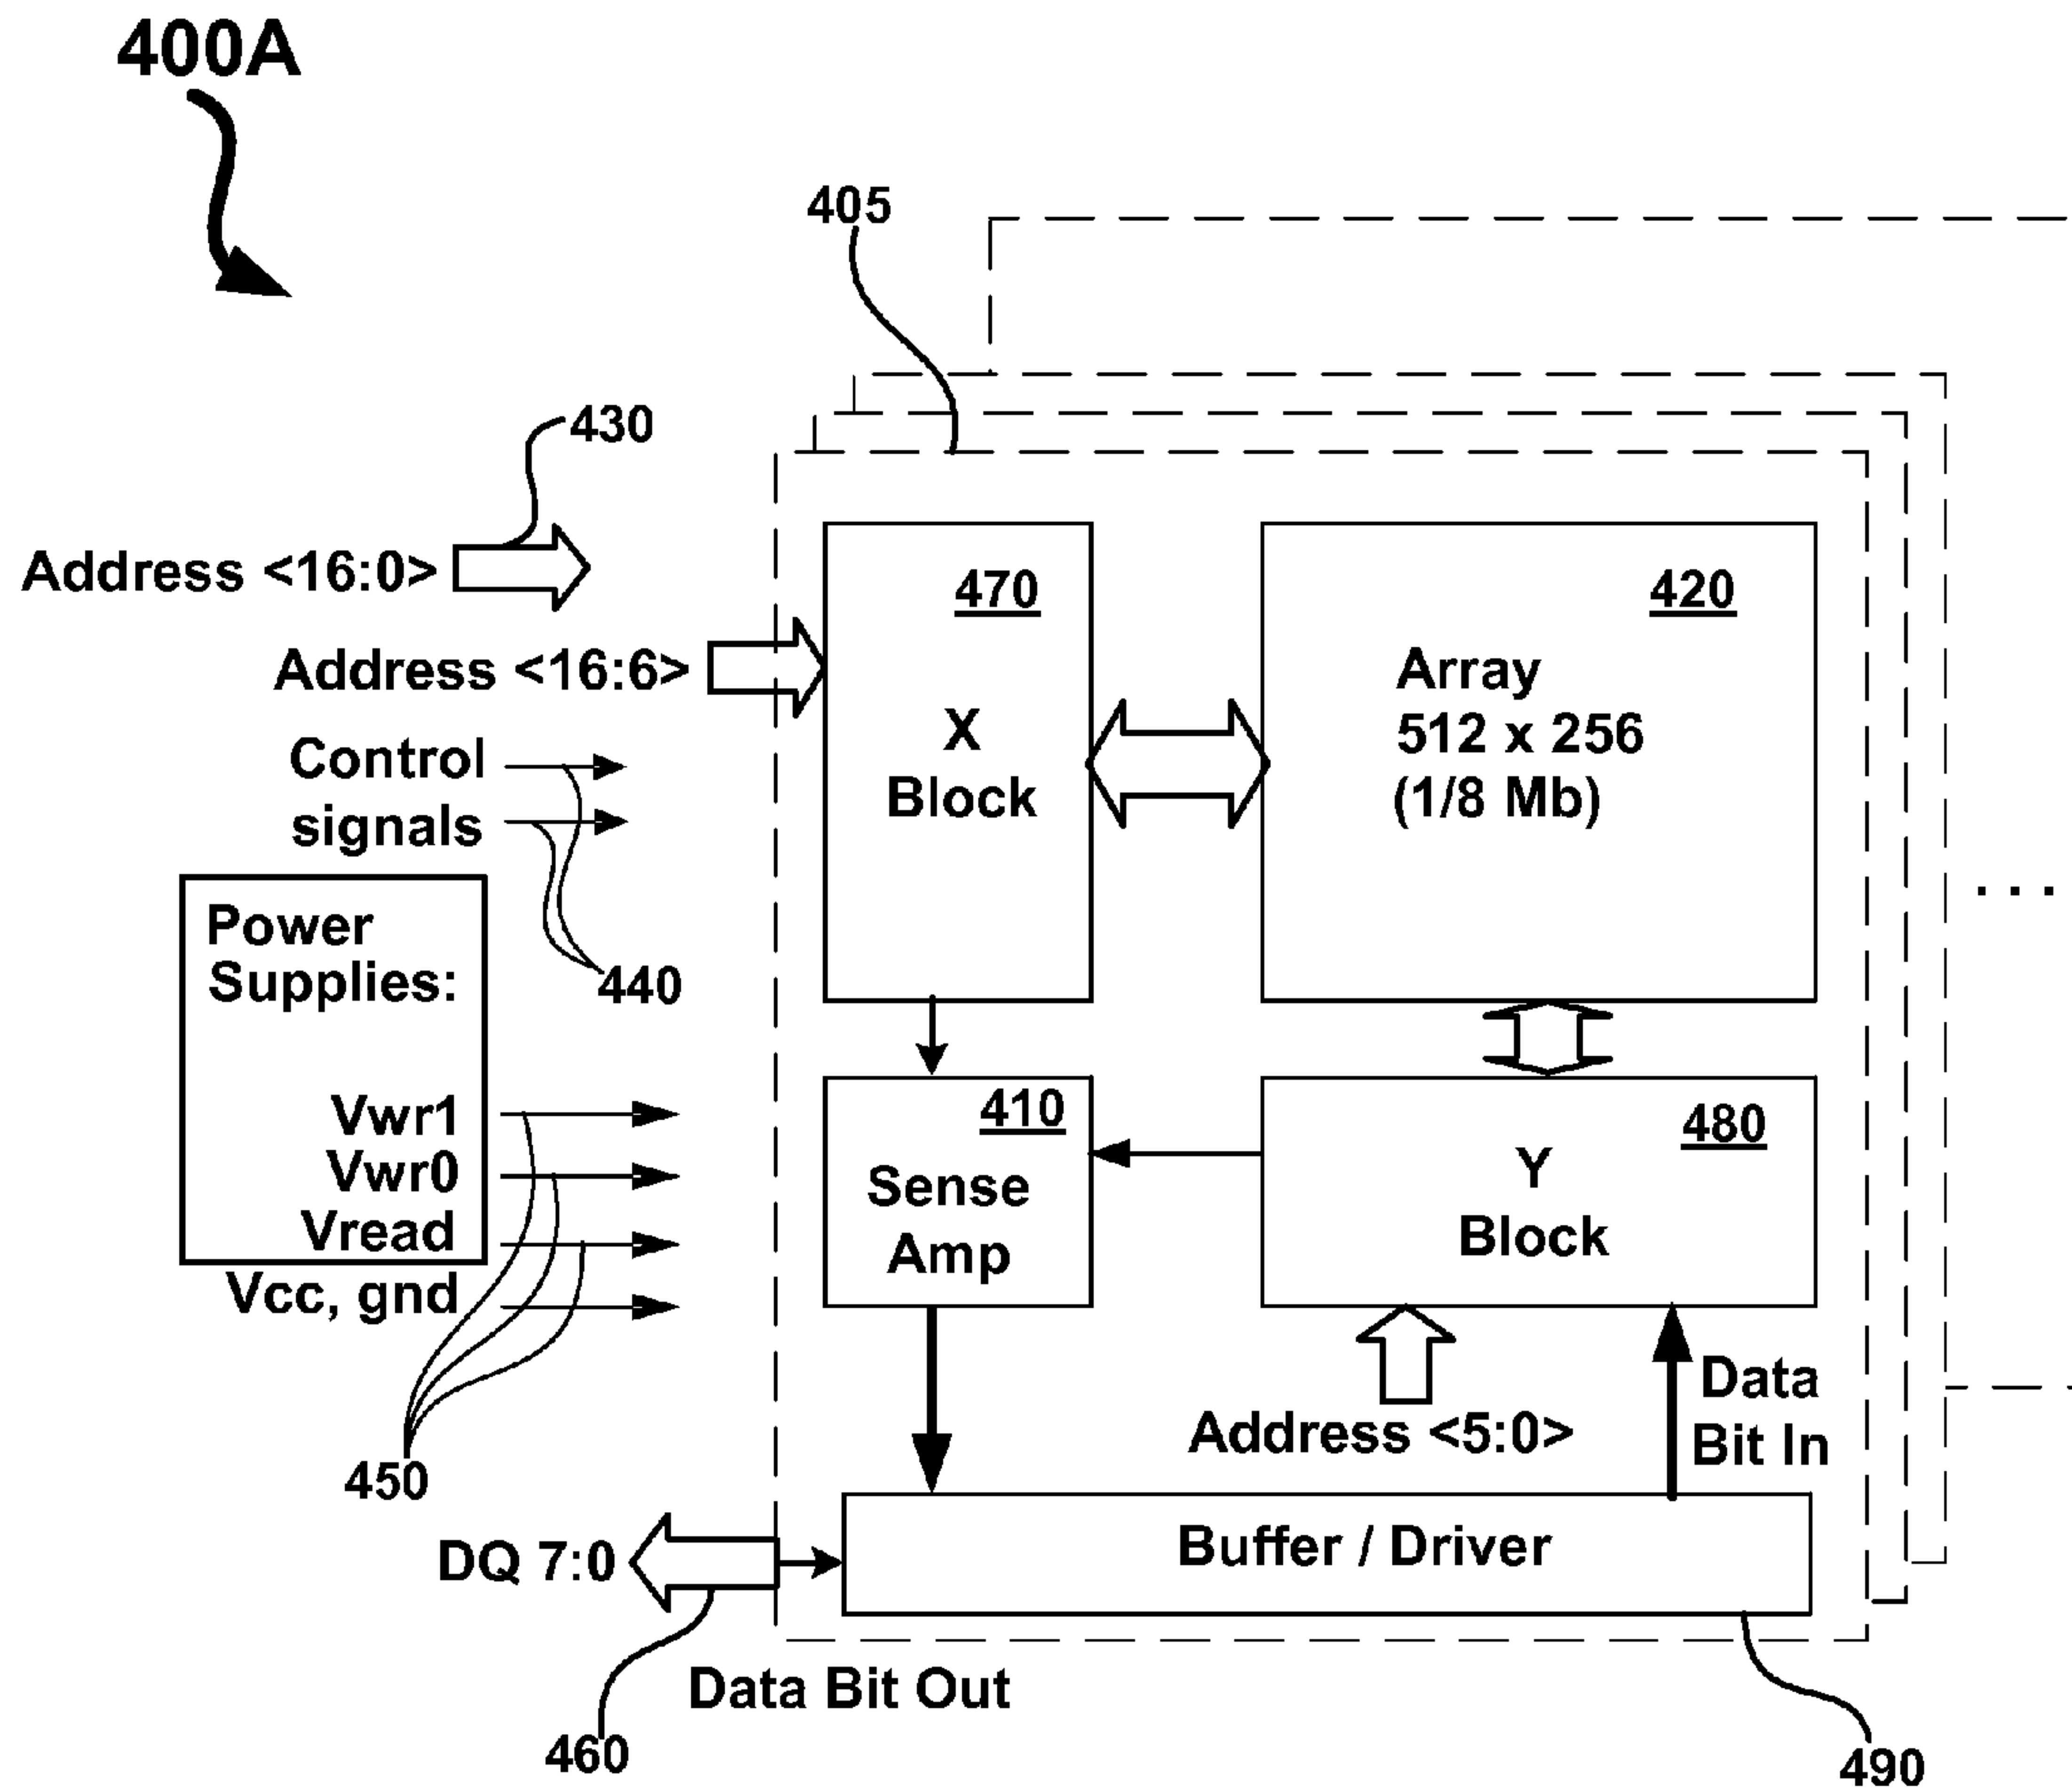 400A
405
430
Address <16:0>
Address <16:6>
Control
signals
440
Power
Supplies:
Vwr1
Vwr0
Vread
Vcc, gnd
450
470
X
Block
420
Array
512 x 256
(1/8 Mb)
410
Sense
Amp
480
Y
Block
Address <5:0>
Data
Bit In
DQ 7:0
Buffer / Driver
Data Bit Out
460
490
. . .